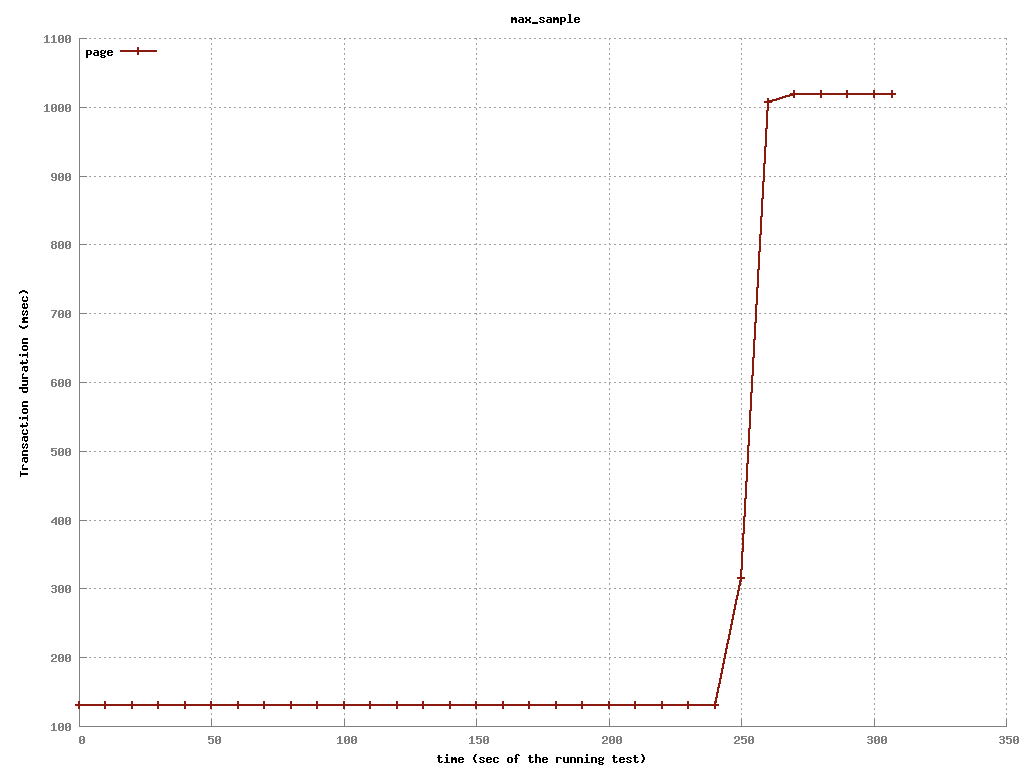 max_sample
1100
page
1000
900
800
700
600
500
400
300
200
100
Transaction duration (msec)
0 50 100 150 200 250 300 350
time (sec of the running test)